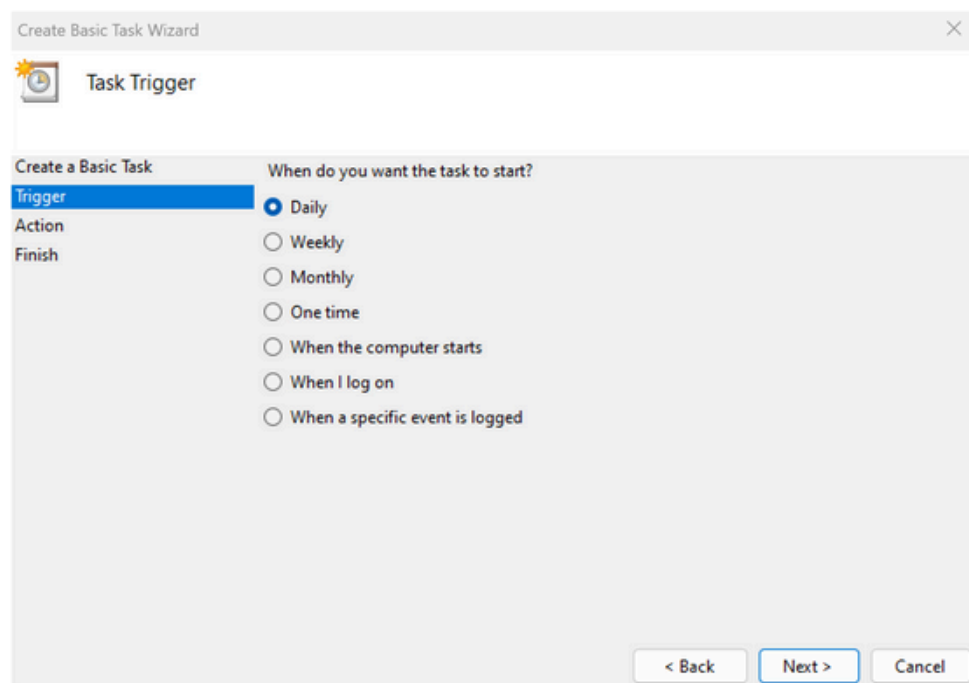 Create Basic Task Wizard
Task Trigger
Create a Basic Task
Trigger
Action
Finish
When do you want the task to start?
Daily
Weekly
Monthly
One time
When the computer starts
When I log on
When a specific event is logged
< Back
Next >
Cancel